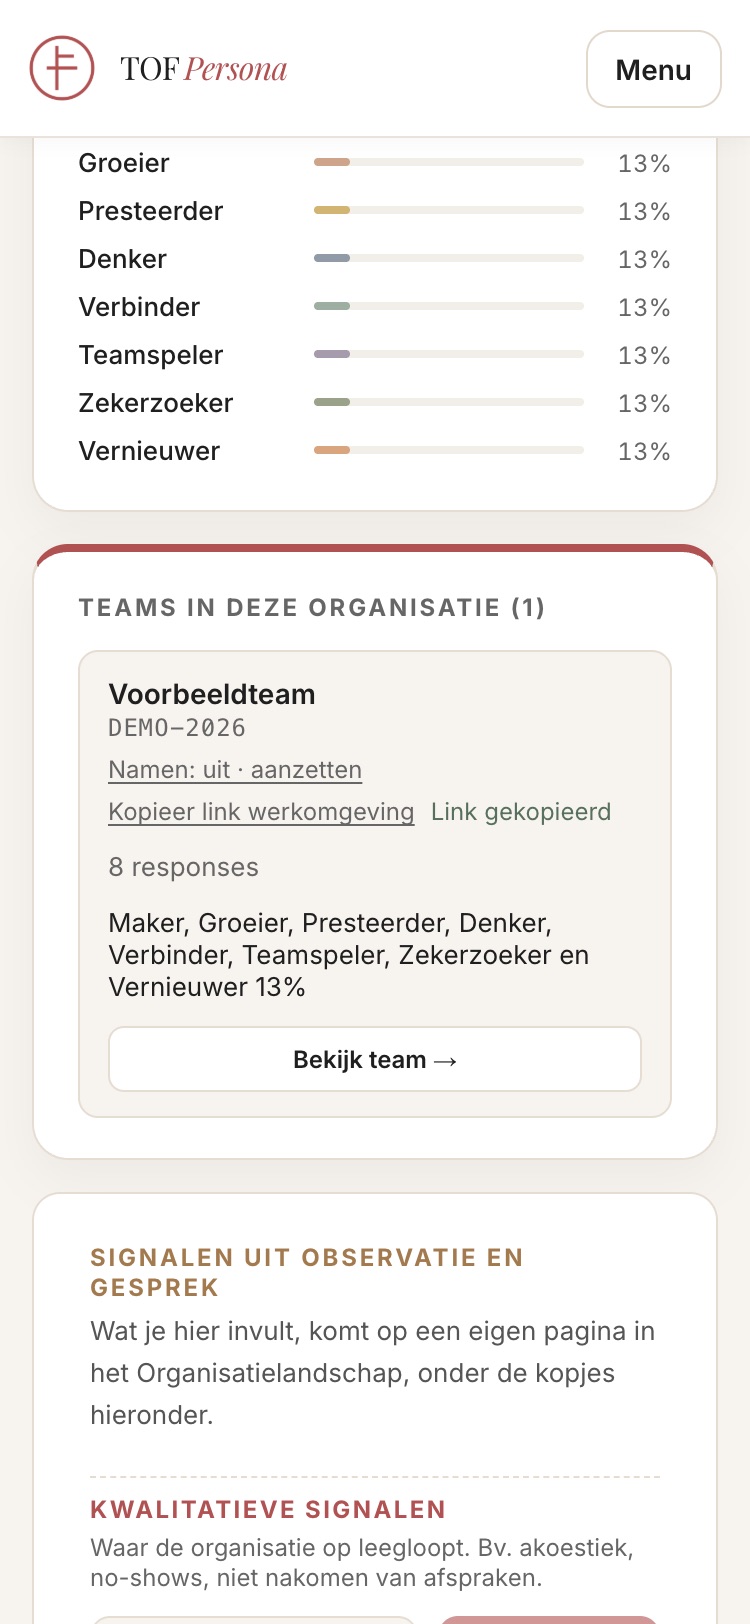 TOF Persona
Menu
Groeier 13%
Presteerder 13%
Denker 13%
Verbinder 13%
Teamspeler 13%
Zekerzoeker 13%
Vernieuwer 13%
TEAMS IN DEZE ORGANISATIE (1)
Voorbeeldteam
DEMO–2026
Namen: uit · aanzetten
Kopieer link werkomgeving Link gekopieerd
8 responses
Maker, Groeier, Presteerder, Denker,
Verbinder, Teamspeler, Zekerzoeker en
Vernieuwer 13%
Bekijk team →
SIGNALEN UIT OBSERVATIE EN
GESPREK
Wat je hier invult, komt op een eigen pagina in
het Organisatielandschap, onder de kopjes
hieronder.
KWALITATIEVE SIGNALEN
Waar de organisatie op leegloopt. Bv. akoestiek,
no-shows, niet nakomen van afspraken.